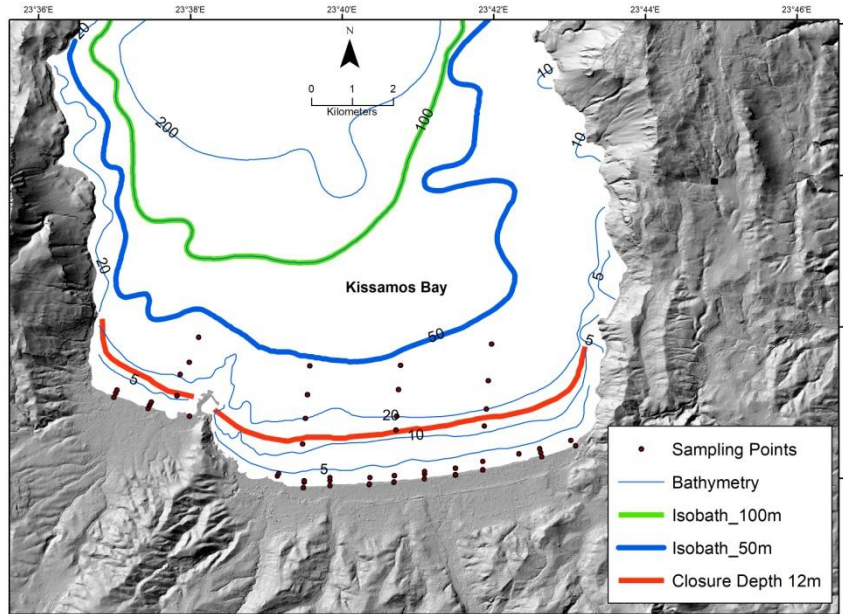 23°36'E 23°38'E 23°40'E 23°42'E 23°44'E 23°46'E
20
N
0 1 2
Kilometers
10
200
100
10
20
Kissamos Bay
5
50
5
5
20
10
5
Sampling Points
Bathymetry
Isobath_100m
Isobath_50m
Closure Depth 12m